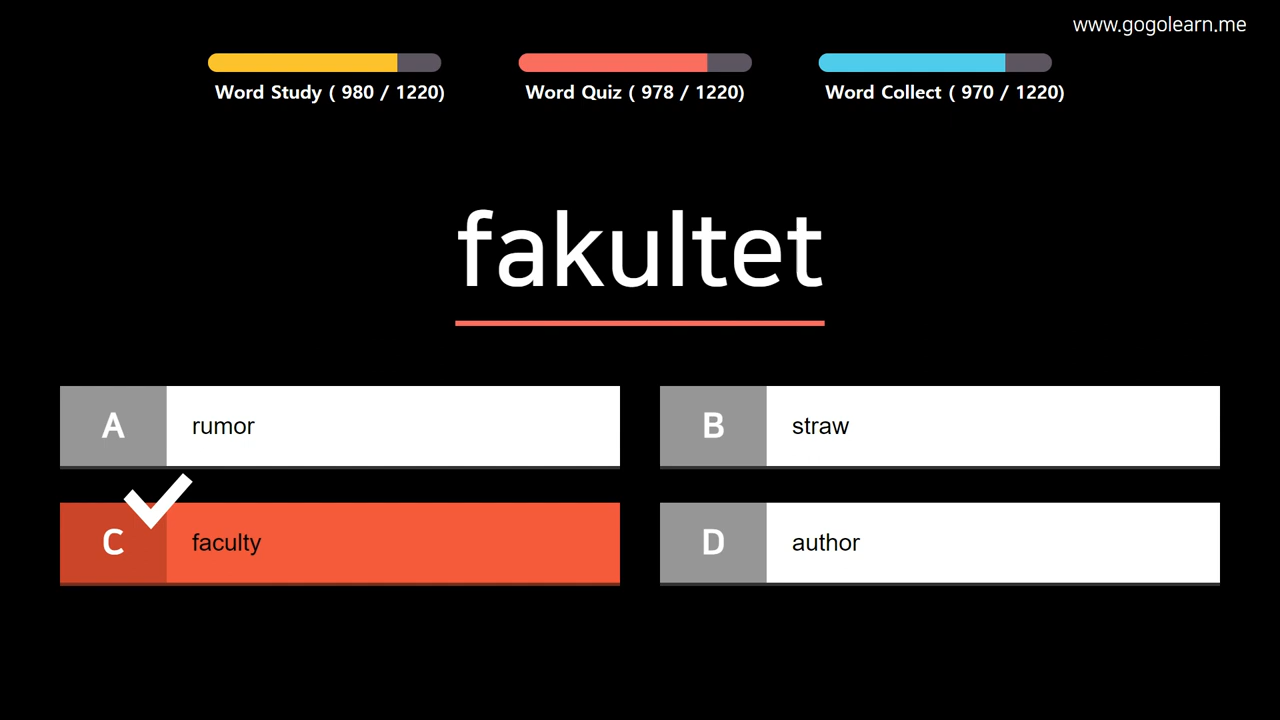 www.gogolearn.me
Word Study ( 980 / 1220)
Word Quiz ( 978 / 1220)
Word Collect ( 970 / 1220)
fakultet
A rumor
B straw
C faculty
D author